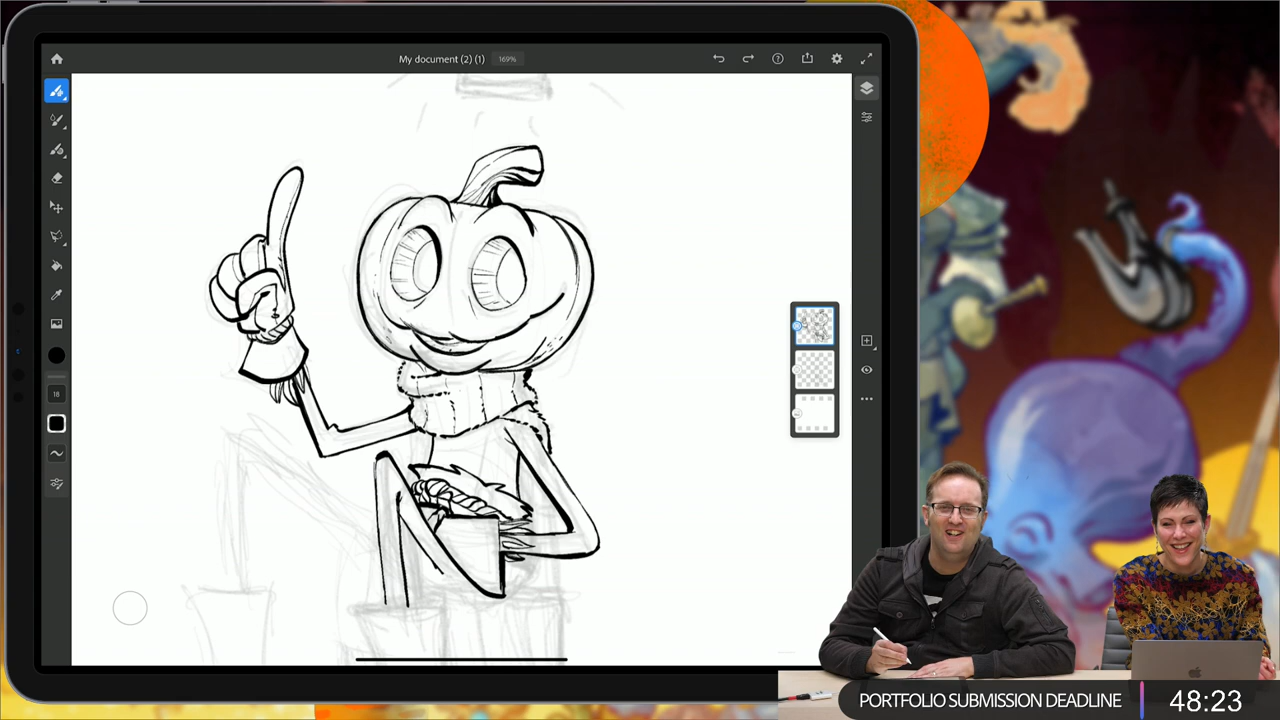 My document (2) (1) 169%
18
PORTFOLIO SUBMISSION DEADLINE 48:23